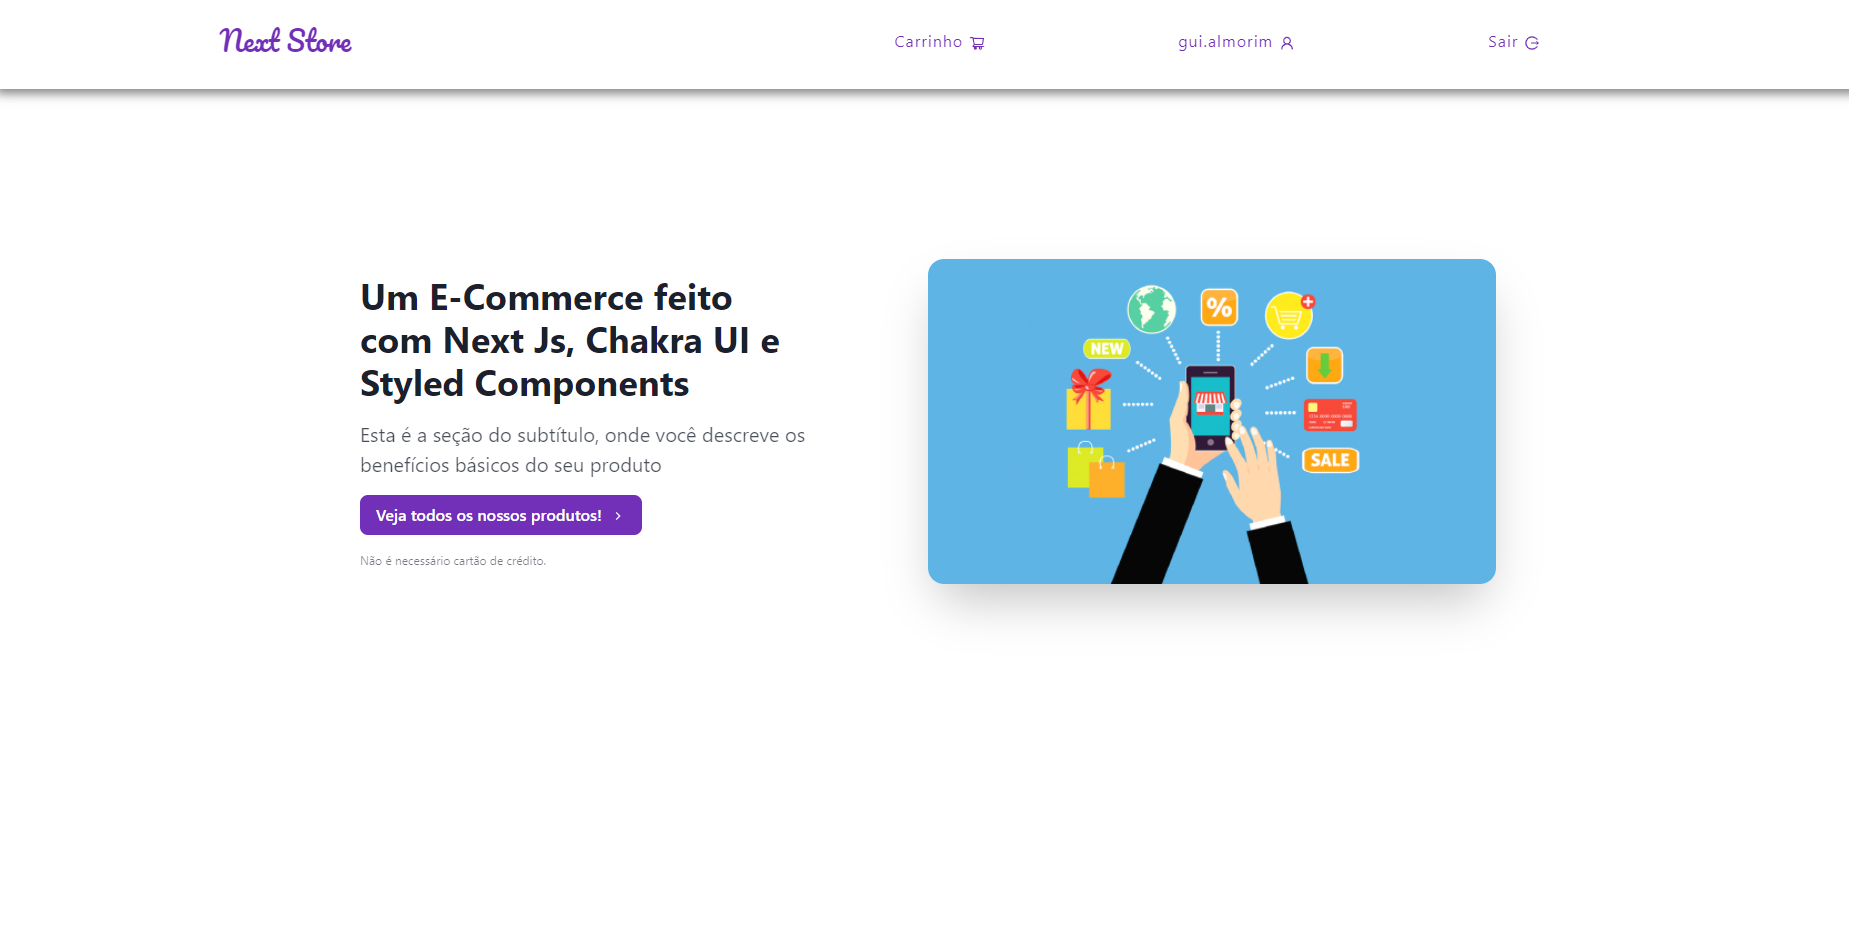 Next Store
Carrinho
gui.almorim
Sair
Um E-Commerce feito
com Next Js, Chakra UI e
Styled Components
Esta é a seção do subtítulo, onde você descreve os
benefícios básicos do seu produto
Veja todos os nossos produtos!
Não é necessário cartão de crédito.
%
NEW
SALE